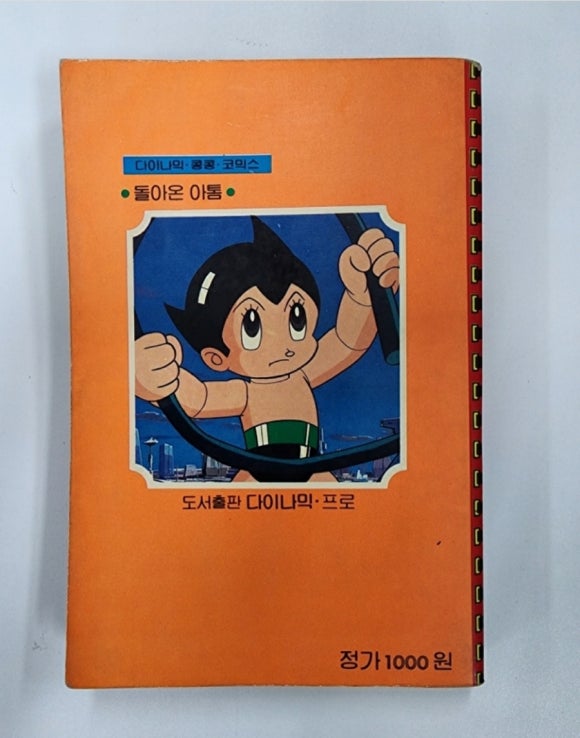 다이나믹·콩콩·코믹스
•돌아온 아톰•
도서출판 다이나믹·프로
정가 1000 원